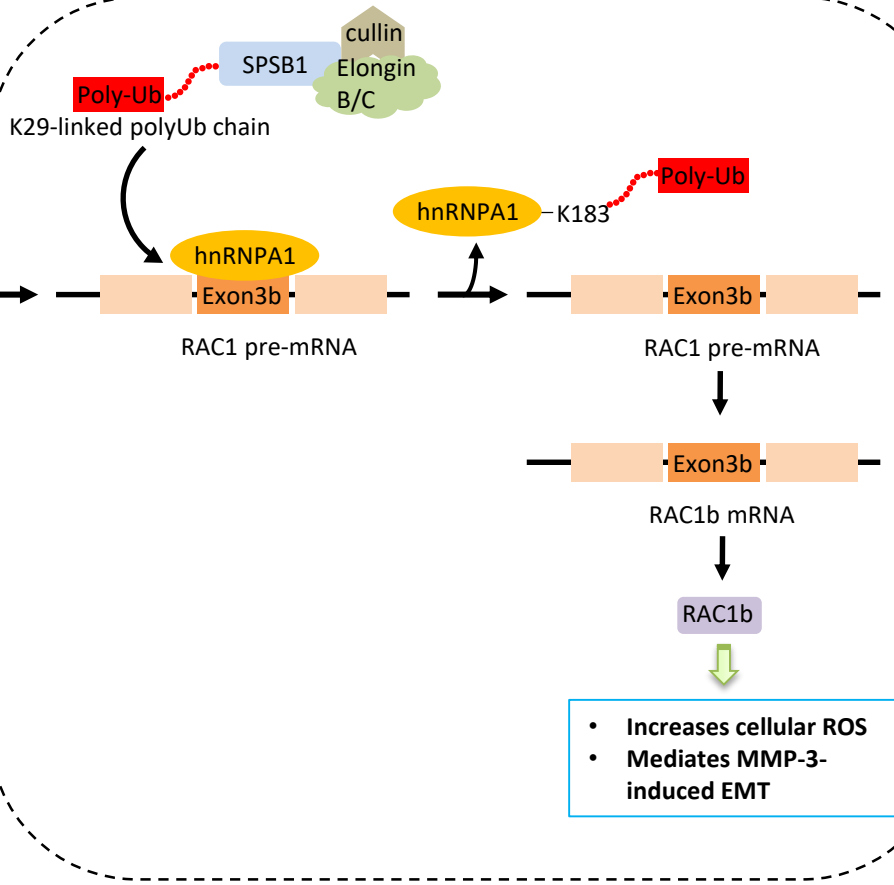 cullin
SPSB1
Elongin
B/C
Poly-Ub
K29-linked polyUb chain
hnRNPA1
Exon3b
RAC1 pre-mRNA
Poly-Ub
hnRNPA1
K183
Exon3b
RAC1 pre-mRNA
Exon3b
RAC1b mRNA
RAC1b
• Increases cellular ROS
• Mediates MMP-3-
induced EMT